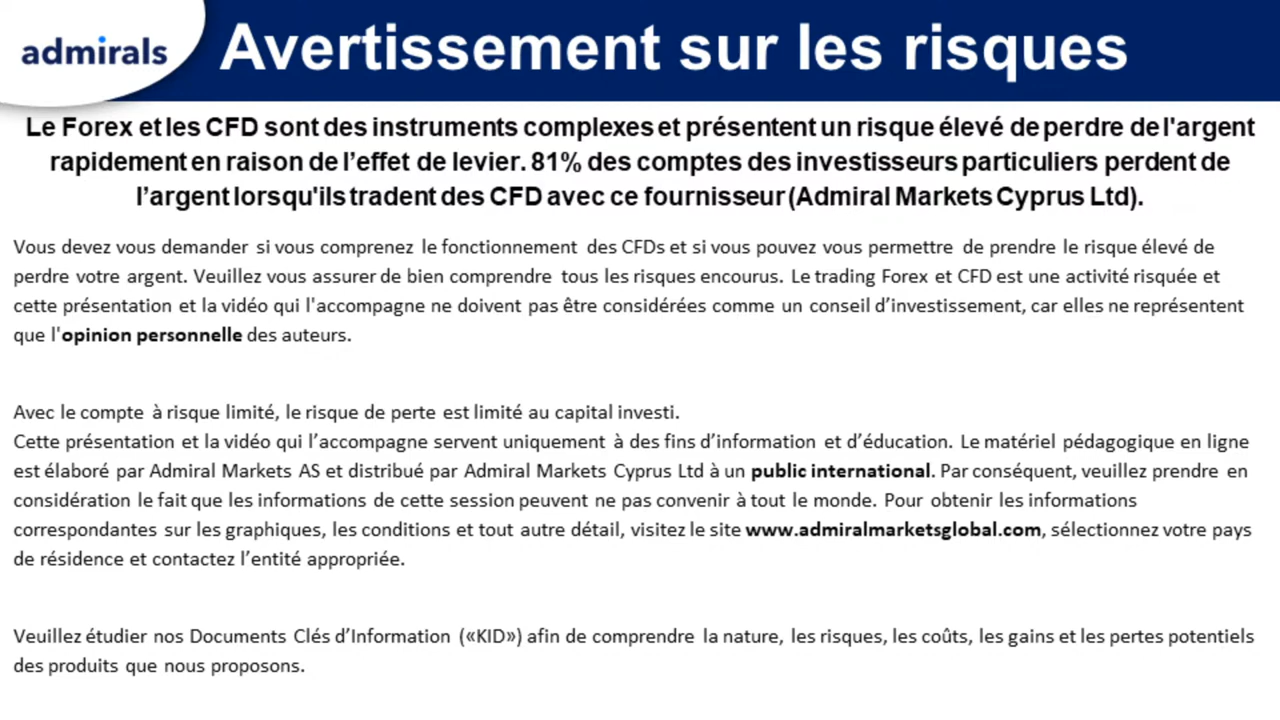 admirals
Avertissement sur les risques
Le Forex et les CFD sont des instruments complexes et présentent un risque élevé de perdre de l'argent
rapidement en raison de l’effet de levier. 81% des comptes des investisseurs particuliers perdent de
l’argent lorsqu'ils tradent des CFD avec ce fournisseur (Admiral Markets Cyprus Ltd).
Vous devez vous demander si vous comprenez le fonctionnement des CFDs et si vous pouvez vous permettre de prendre le risque élevé de
perdre votre argent. Veuillez vous assurer de bien comprendre tous les risques encourus. Le trading Forex et CFD est une activité risquée et
cette présentation et la vidéo qui l'accompagne ne doivent pas être considérées comme un conseil d’investissement, car elles ne représentent
que l'opinion personnelle des auteurs.
Avec le compte à risque limité, le risque de perte est limité au capital investi.
Cette présentation et la vidéo qui l’accompagne servent uniquement à des fins d’information et d’éducation. Le matériel pédagogique en ligne
est élaboré par Admiral Markets AS et distribué par Admiral Markets Cyprus Ltd à un public international. Par conséquent, veuillez prendre en
considération le fait que les informations de cette session peuvent ne pas convenir à tout le monde. Pour obtenir les informations
correspondantes sur les graphiques, les conditions et tout autre détail, visitez le site www.admiralmarketsglobal.com, sélectionnez votre pays
de résidence et contactez l’entité appropriée.
Veuillez étudier nos Documents Clés d’Information («KID») afin de comprendre la nature, les risques, les coûts, les gains et les pertes potentiels
des produits que nous proposons.